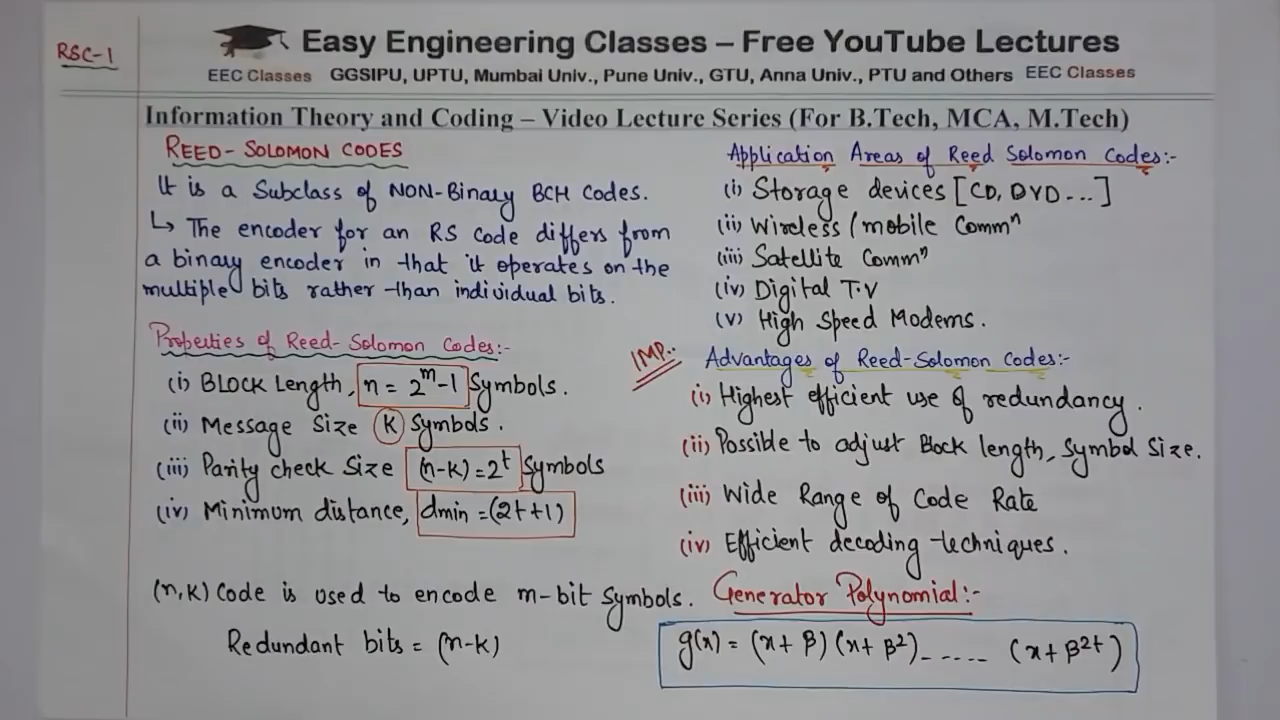 RSC-1
Easy Engineering Classes – Free YouTube Lectures
EEC Classes GGSIPU, UPTU, Mumbai Univ., Pune Univ., GTU, Anna Univ., PTU and Others EEC Classes
Information Theory and Coding – Video Lecture Series (For B.Tech, MCA, M.Tech)
REED-SOLOMON CODES
It is a Subclass of NON-Binary BCH Codes.
↳ The encoder for an RS Code differs from
a binary encoder in that it operates on the
multiple bits rather than individual bits.
Properties of Reed-Solomon Codes:-
(i) BLOCK Length, n = 2^m-1 Symbols.
(ii) Message Size K Symbols.
(iii) Parity check Size (n-k)=2^t Symbols
(iv) Minimum distance, dmin =(2t+1)
(n,k) Code is used to encode m-bit Symbols.
Redundant bits = (n-k)
Application Areas of Reed Solomon Codes:-
(i) Storage devices [CD, DVD...]
(ii) Wireless/mobile Commⁿ
(iii) Satellite Commⁿ
(iv) Digital T.V
(v) High Speed Modems.
IMP.
Advantages of Reed-Solomon Codes:-
(i) Highest efficient use of redundancy.
(ii) Possible to adjust Bock length, Symbol Size.
(iii) Wide Range of Code Rate
(iv) Efficient decoding techniques.
Generator Polynomial:-
g(x) = (x+β)(x+β²)------(x+β^2t)